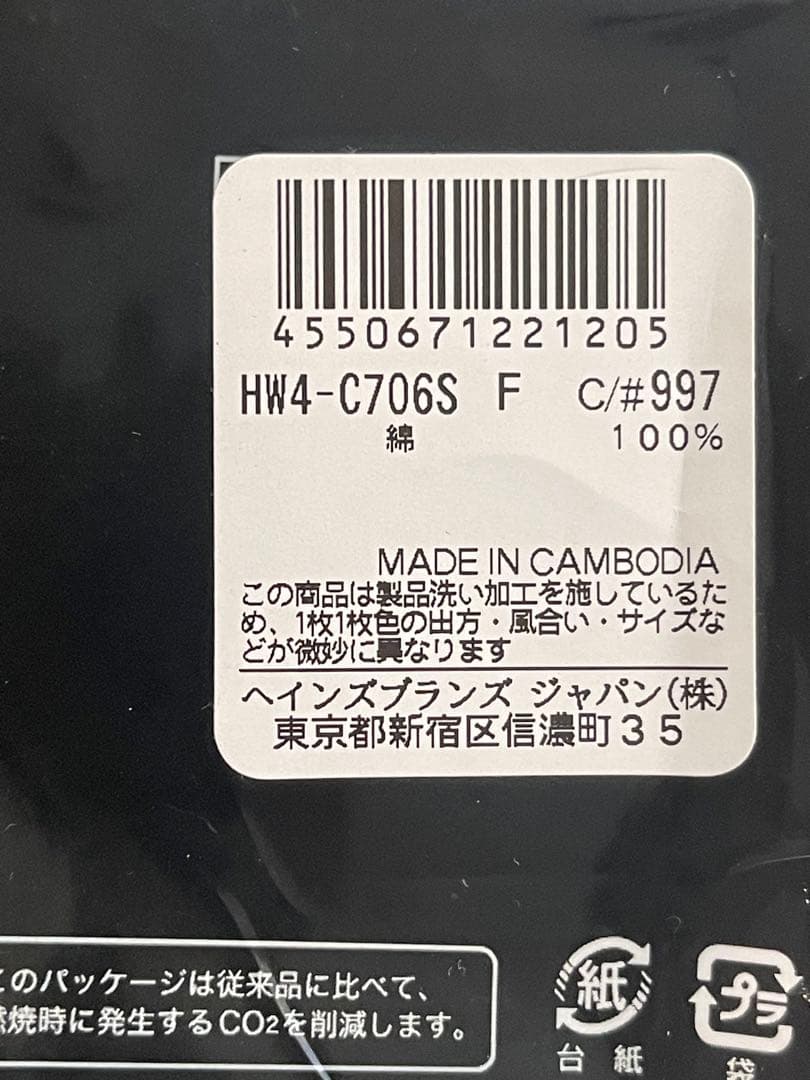 4550671221205
HW4-C706S F C/#997
綿 100%
MADE IN CAMBODIA
この商品は製品洗い加工を施しているた
め、1枚1枚色の出方・風合い・サイズな
どが微妙に異なります
ヘインズブランズ ジャパン(株)
東京都新宿区信濃町35
このパッケージは従来品に比べて、
燃焼時に発生するCO2を削減します。
紙 プラ
台紙 袋